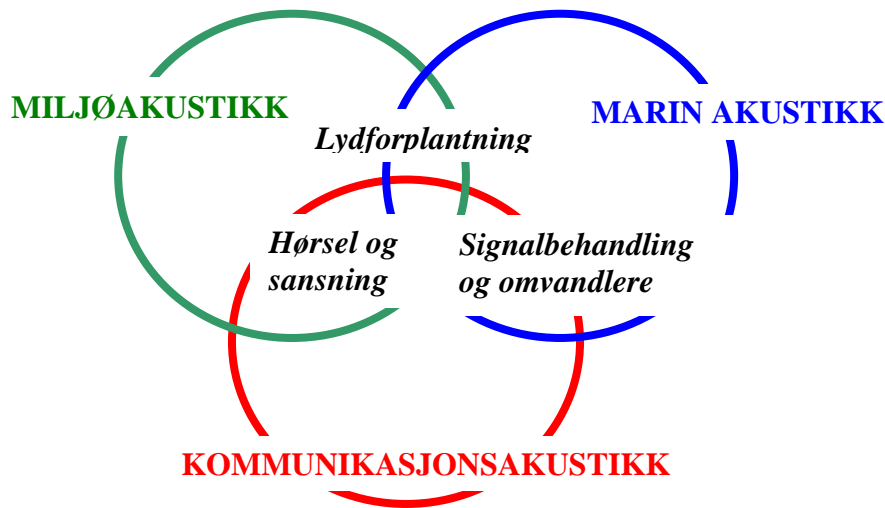 MILJØAKUSTIKK
MARIN AKUSTIKK
Lydforplantning
Hørsel og
sansning
Signalbehandling
og omvandlere
KOMMUNIKASJONSAKUSTIKK